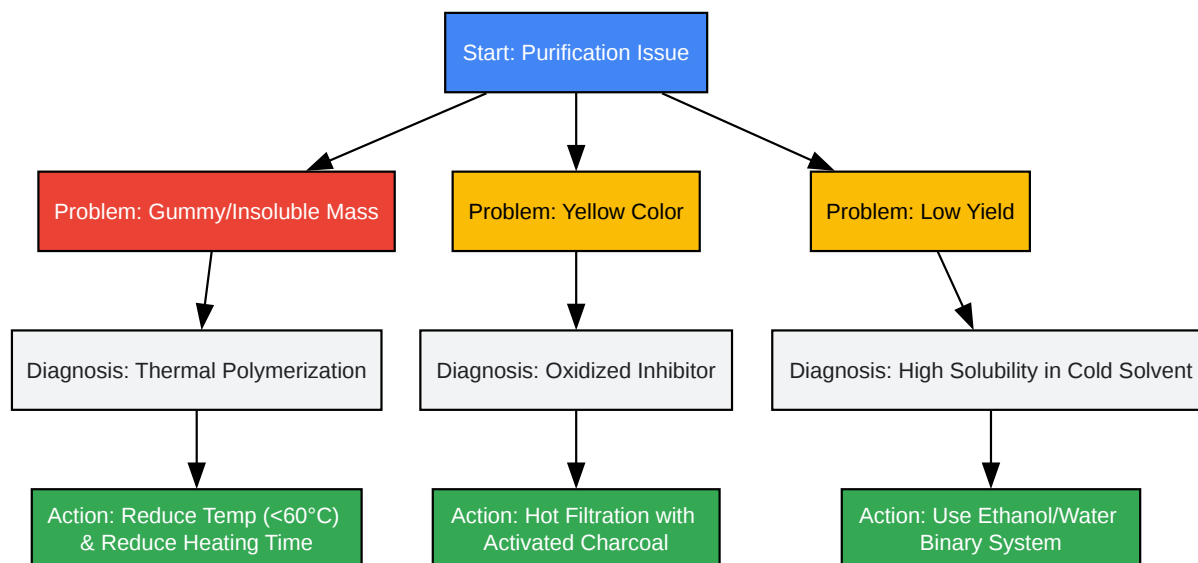 Start: Purification Issue
Problem: Gummy/Insoluble Mass
Problem: Yellow Color
Problem: Low Yield
Diagnosis: Thermal Polymerization
Diagnosis: Oxidized Inhibitor
Diagnosis: High Solubility in Cold Solvent
Action: Reduce Temp (<60°C)
& Reduce Heating Time
Action: Hot Filtration with
Activated Charcoal
Action: Use Ethanol/Water
Binary System